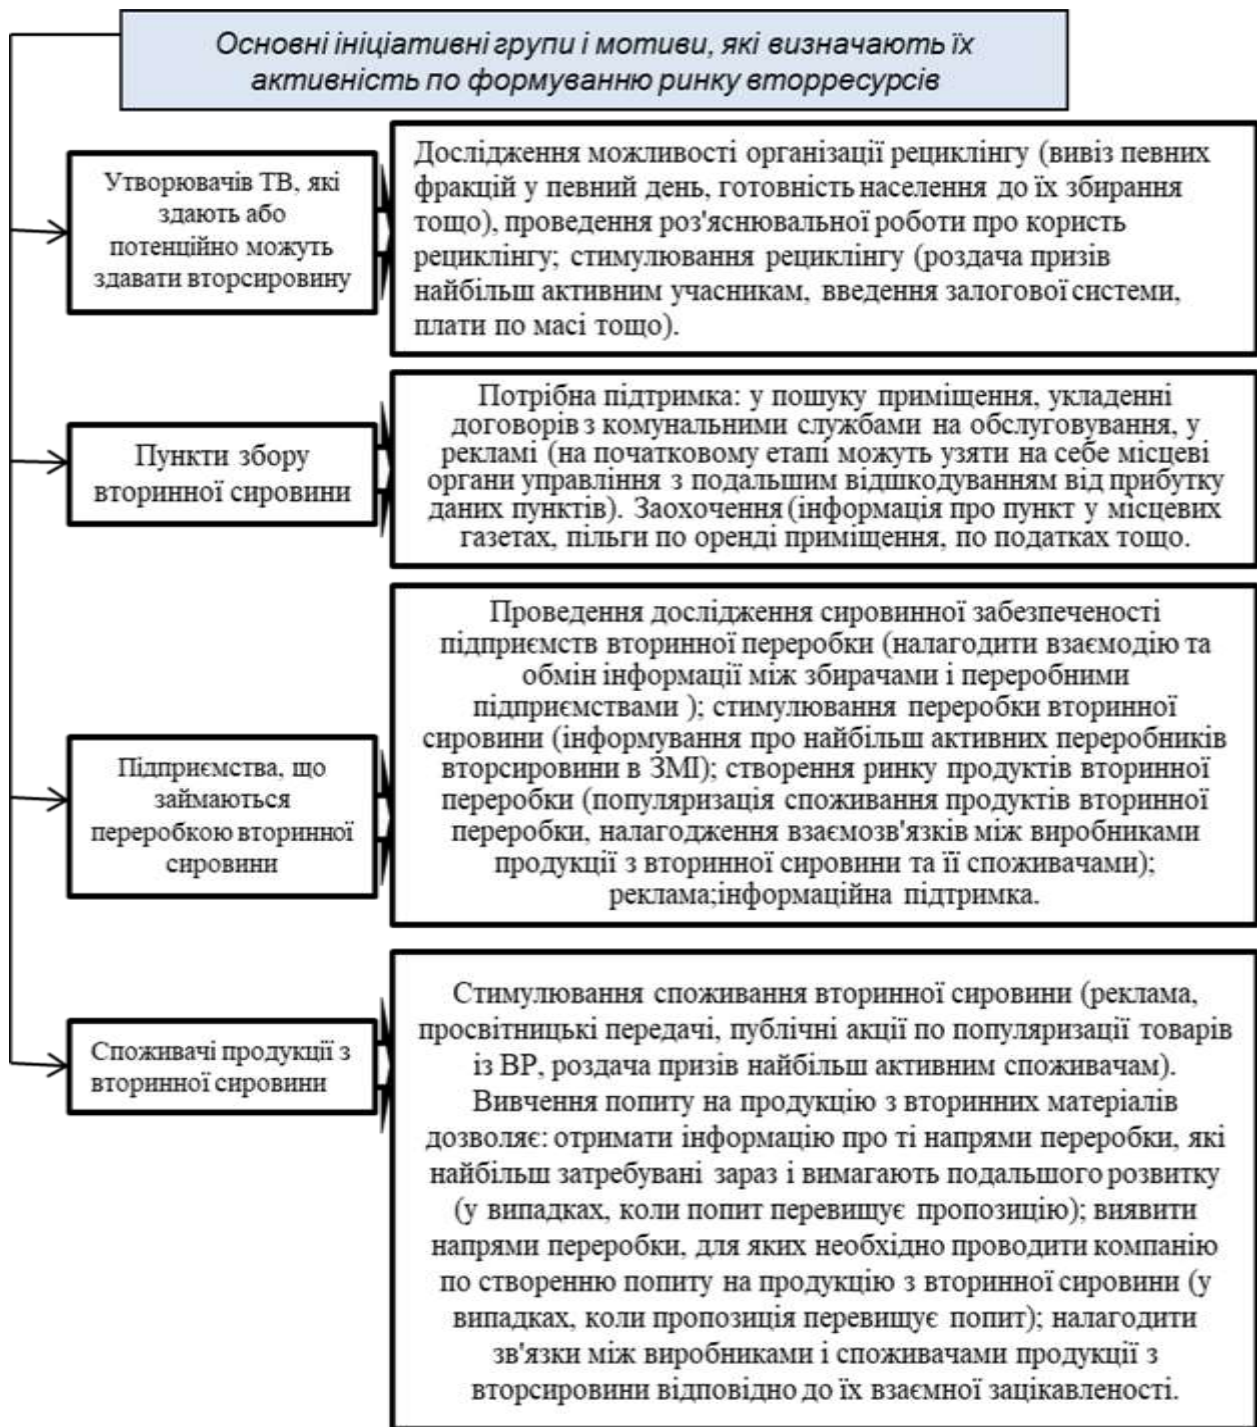 Основні ініціативні групи і мотиви, які визначають їх
активність по формуванню ринку вторресурсів
Утворювачів ТВ, які
здають або
потенційно можуть
здавати вторсировину
Дослідження можливості організації рециклінгу (вивіз певних
фракцій у певний день, готовність населення до їх збирання
тощо), проведення роз'яснювальної роботи про користь
рециклінгу; стимулювання рециклінгу (роздача призів
найбільш активним учасникам, введення залогової системи,
плати по масі тощо).
Пункти збору
вторинної сировини
Потрібна підтримка: у пошуку приміщення, укладенні
договорів з комунальними службами на обслуговування, у
рекламі (на початковому етапі можуть узяти на себе місцеві
органи управління з подальшим відшкодуванням від прибутку
даних пунктів). Заохочення (інформація про пункт у місцевих
газетах, пільги по оренді приміщення, по податках тощо.
Підприємства, що
займаються
переробкою вторинної
сировини
Проведення дослідження сировинної забезпеченості
підприємств вторинної переробки (налагодити взаємодію та
обмін інформації між збирачами і переробними
підприємствами ); стимулювання переробки вторинної
сировини (інформування про найбільш активних переробників
вторсировини в ЗМІ); створення ринку продуктів вторинної
переробки (популяризація споживання продуктів вторинної
переробки, налагодження взаємозв'язків між виробниками
продукції з вторинної сировини та її споживачами);
реклама;інформаційна підтримка.
Споживачі продукції з
вторинної сировини
Стимулювання споживання вторинної сировини (реклама,
просвітницькі передачі, публічні акції по популяризації товарів
із ВР, роздача призів найбільш активним споживачам).
Вивчення попиту на продукцію з вторинних матеріалів
дозволяє: отримати інформацію про ті напрями переробки, які
найбільш затребувані зараз і вимагають подальшого розвитку
(у випадках, коли попит перевищує пропозицію); виявити
напрями переробки, для яких необхідно проводити компанію
по створенню попиту на продукцію з вторинної сировини (у
випадках, коли пропозиція перевищує попит); налагодити
зв'язки між виробниками і споживачами продукції з
вторсировини відповідно до їх взаємної зацікавленості.